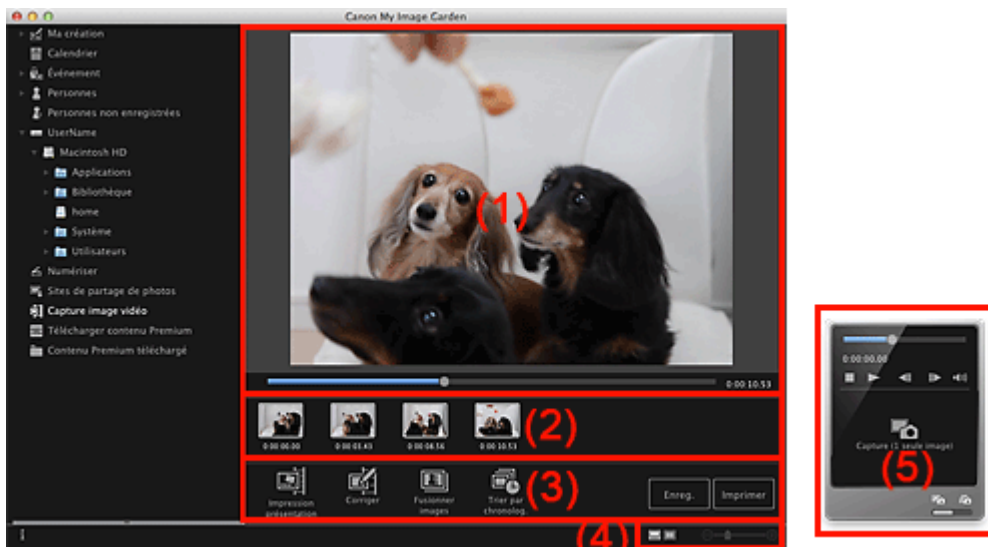 Canon My Image Garden
Ma création
Calendrier
Événement
Personnes
Personnes non enregistrées
UserName
Macintosh HD
Applications
Bibliothèque
home
Système
Utilisateurs
Numériser
Sites de partage de photos
Capture image vidéo
Télécharger contenu Premium
Contenu Premium téléchargé
(1)
0:00:10.53
0:00:00.00
0:00:03.43
0:00:06.56
0:00:10.53
(2)
Impression présentation
Corriger
Fusionner images
Trier par chronolog.
(3)
Enreg.
Imprimer
(4)
0:00:00.00
Capture (1 seule image)
(5)